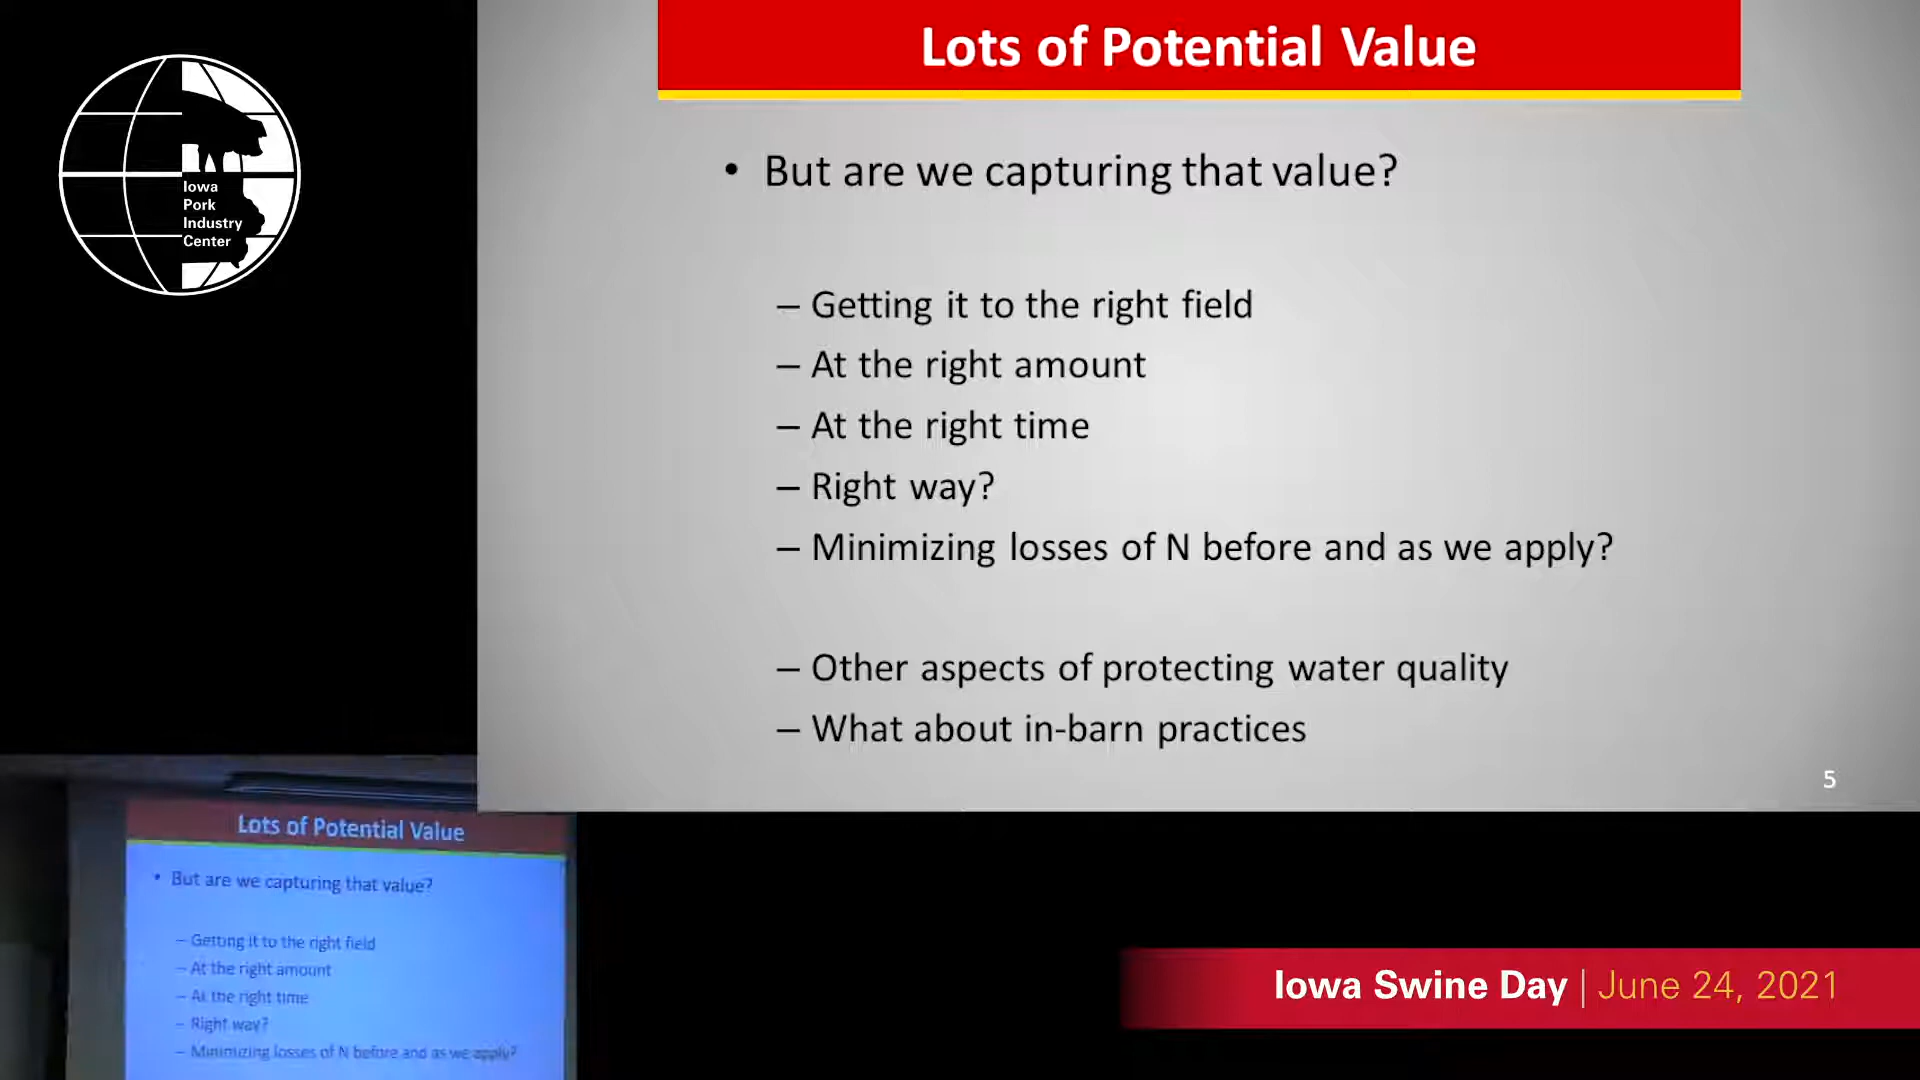 Iowa
Pork
Industry
Center
Lots of Potential Value
• But are we capturing that value?
– Getting it to the right field
– At the right amount
– At the right time
– Right way?
– Minimizing losses of N before and as we apply?
– Other aspects of protecting water quality
– What about in-barn practices
5
Lots of Potential Value
• But are we capturing that value?
– Getting it to the right field
– At the right amount
– At the right time
– Right way?
– Minimizing losses of N before and as we apply?
Iowa Swine Day | June 24, 2021